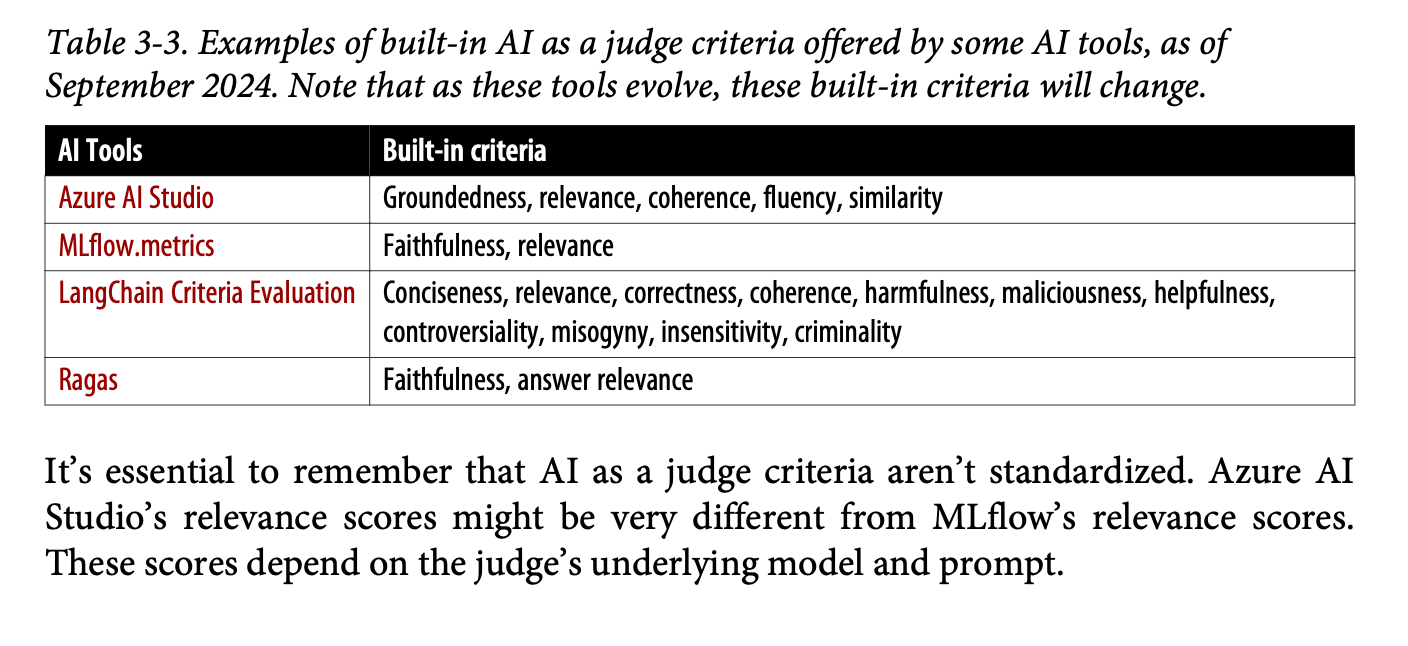 Table 3-3. Examples of built-in AI as a judge criteria offered by some AI tools, as of
September 2024. Note that as these tools evolve, these built-in criteria will change.
AI Tools Built-in criteria
Azure AI Studio Groundedness, relevance, coherence, fluency, similarity
MLflow.metrics Faithfulness, relevance
LangChain Criteria Evaluation Conciseness, relevance, correctness, coherence, harmfulness, maliciousness, helpfulness,
controversiality, misogyny, insensitivity, criminality
Ragas Faithfulness, answer relevance
It’s essential to remember that AI as a judge criteria aren’t standardized. Azure AI
Studio’s relevance scores might be very different from MLflow’s relevance scores.
These scores depend on the judge’s underlying model and prompt.